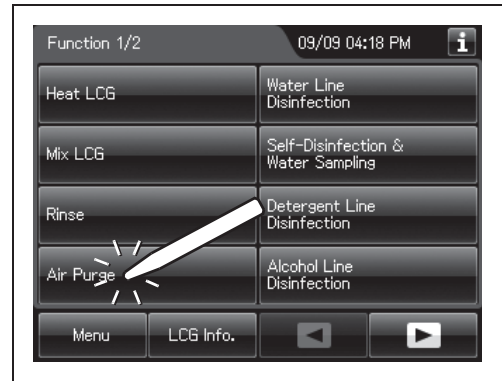 Function 1/2
09/09 04:18 PM
i
Heat LCG
Water Line
Disinfection
Mix LCG
Self-Disinfection &
Water Sampling
Rinse
Detergent Line
Disinfection
Air Purge
Alcohol Line
Disinfection
Menu
LCG Info.